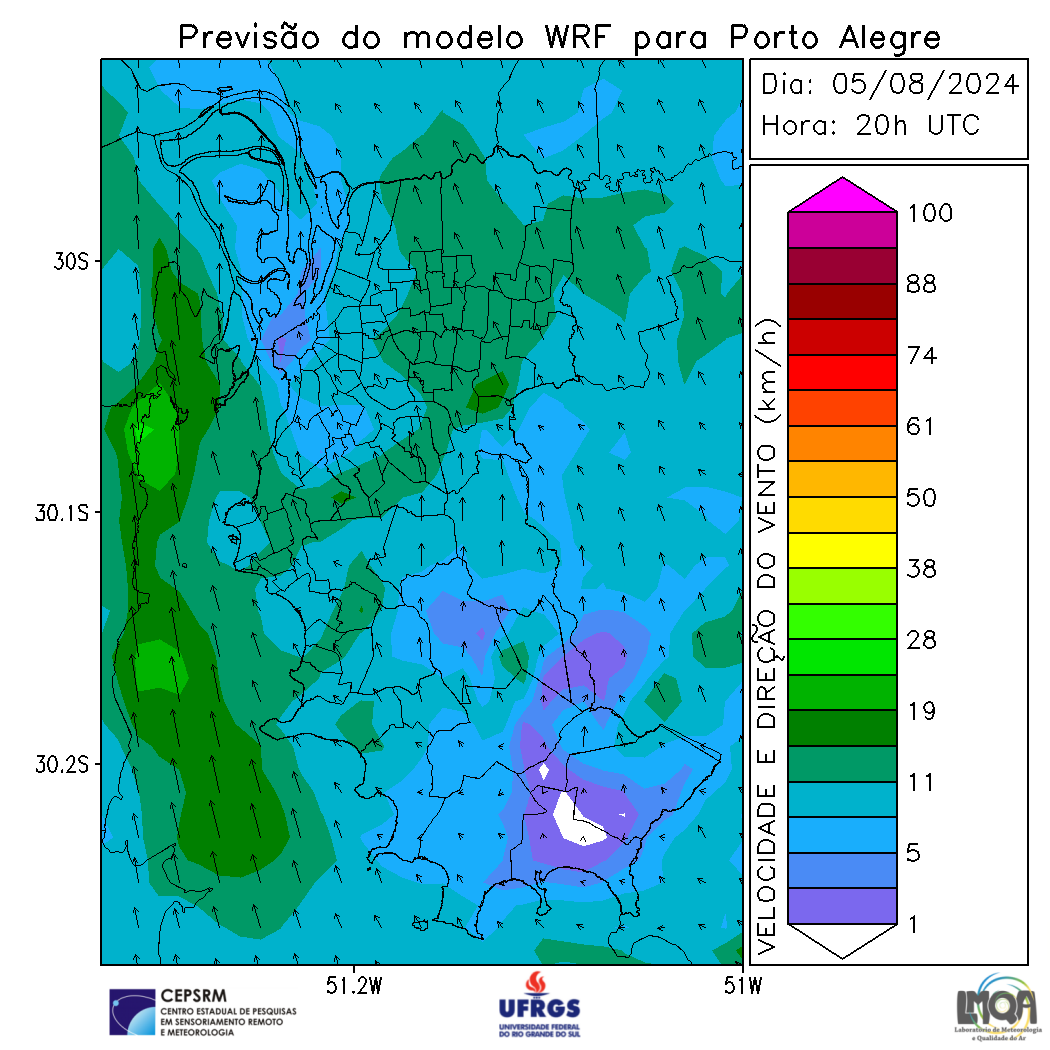 Previsão do modelo WRF para Porto Alegre
Dia: 05/08/2024
Hora: 20h UTC
30S
30.1S
30.2S
51.2W
51W
VELOCIDADE E DIREÇÃO DO VENTO (km/h)
100
88
74
61
50
38
28
19
11
5
1
CEPSRM
CENTRO ESTADUAL DE PESQUISAS
EM SENSORIAMENTO REMOTO
E METEOROLOGIA
UFRGS
UNIVERSIDADE FEDERAL
DO RIO GRANDE DO SUL
LMQA
Laboratório de Meteorologia
e Qualidade do Ar